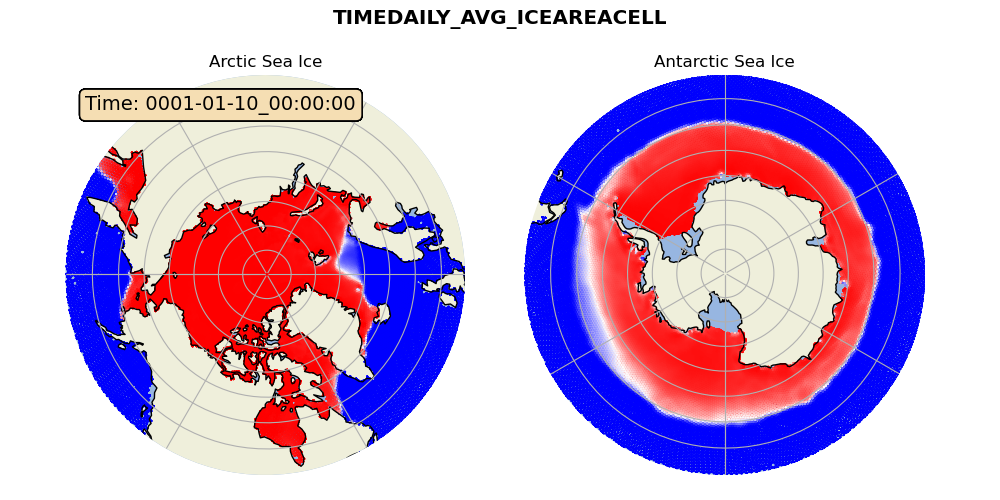 TIMEDAILY_AVG_ICEAREACELL
Arctic Sea Ice
Antarctic Sea Ice
Time: 0001-01-10_00:00:00